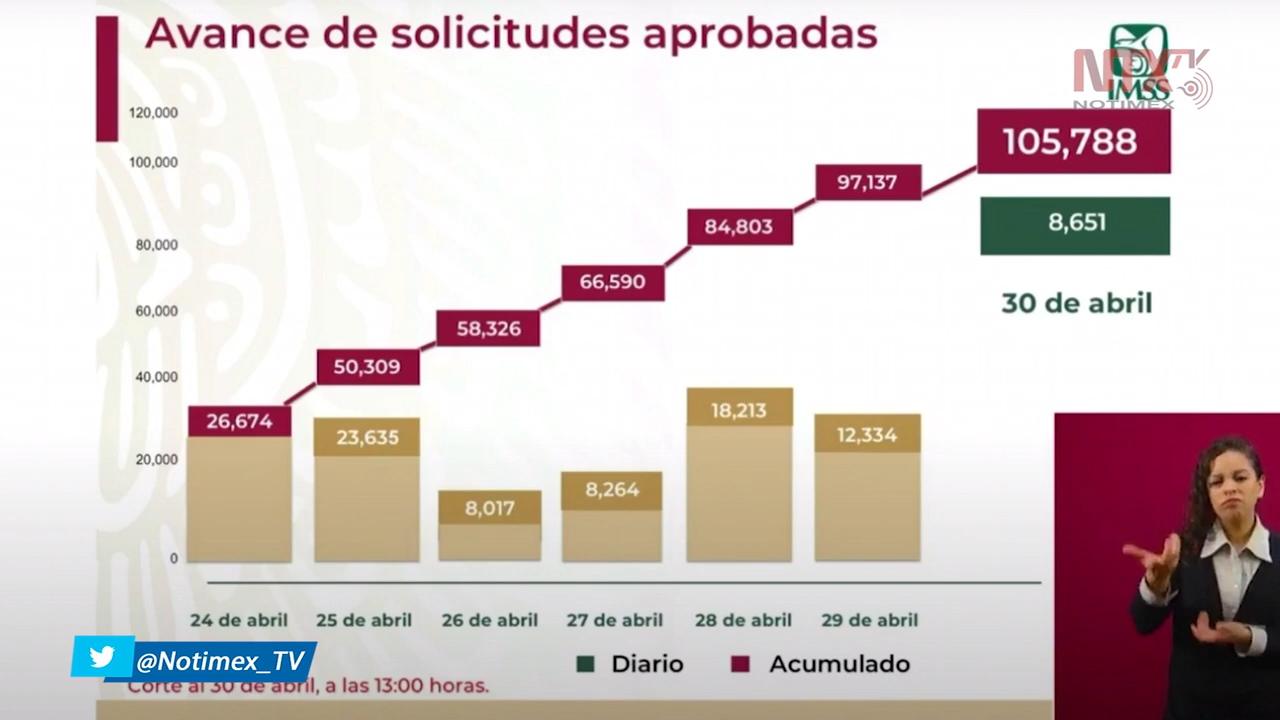 Avance de solicitudes aprobadas
NTX TV
NOTIMEX
IMSS
120,000
100,000
80,000
60,000
40,000
20,000
0
105,788
97,137
84,803
66,590
58,326
50,309
26,674
8,651
30 de abril
23,635
8,017
8,264
18,213
12,334
24 de abril
25 de abril
26 de abril
27 de abril
28 de abril
29 de abril
Diario
Acumulado
@Notimex_TV
Corte al 30 de abril, a las 13:00 horas.